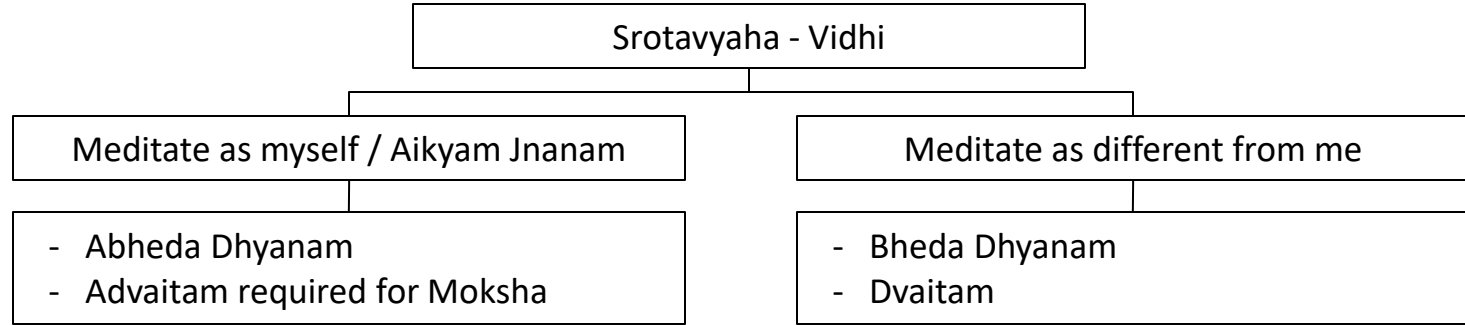 Srotavyaha - Vidhi
Meditate as myself / Aikyam Jnanam
Meditate as different from me
- Abheda Dhyanam
- Advaitam required for Moksha
- Bheda Dhyanam
- Dvaitam